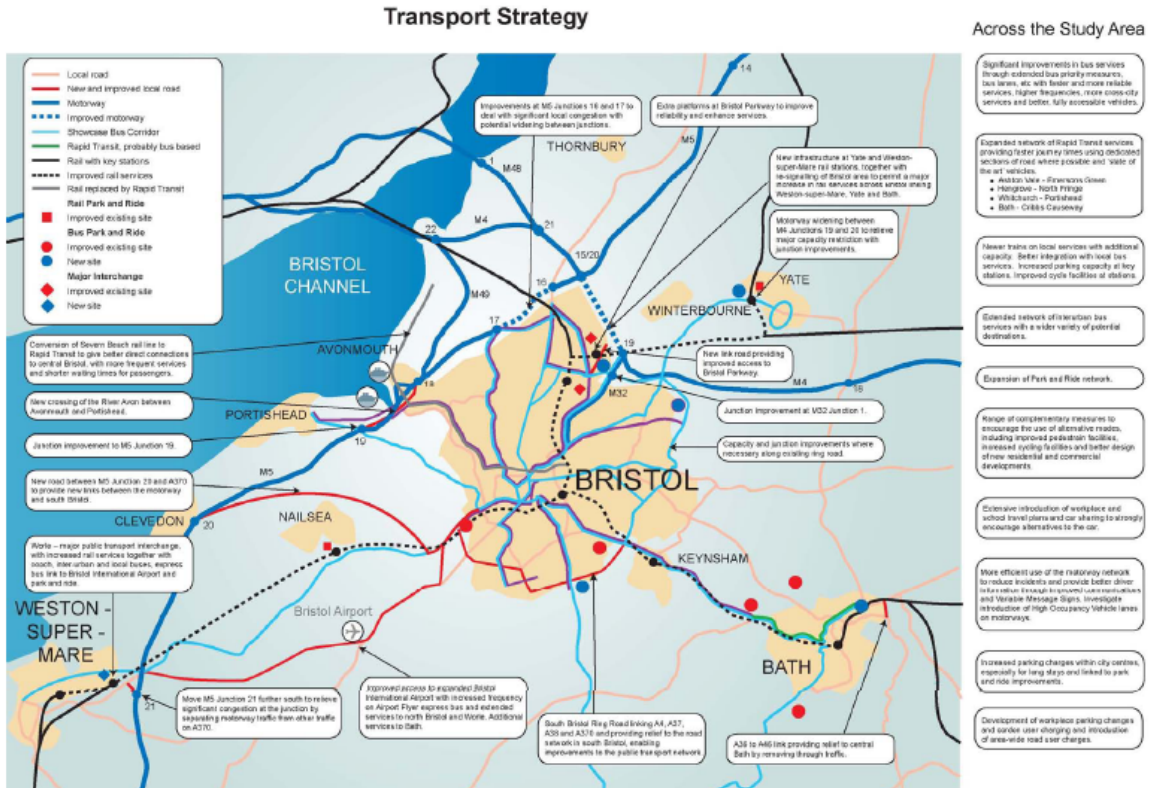 Transport Strategy
Across the Study Area
Local road
New and improved local road
Motorway
Improved motorway
Showcase Bus Corridor
Rapid Transit, probably bus based
Rail with key stations
Improved rail services
Rail replaced by Rapid Transit
Rail Park and Ride
Improved existing site
Bus Park and Ride
Improved existing site
New site
Major Interchange
Improved existing site
New site
Improvements at M5 Junctions 16 and 17 to
deal with significant local congestion with
potential widening between junctions.
Extra platforms at Bristol Parkway to improve
reliability and enhance services.
New infrastructure at Yate and Weston-
super-Mare rail stations, together with
re-signalling of Bristol area to permit a major
increase in rail services across Bristol linking
Weston-super-Mare, Yate and Bath.
Motorway widening between
M4 Junctions 19 and 20 to relieve
major capacity restriction with
junction improvements.
14
M5
THORNBURY
1
M48
M4
21
22
15/20
16
M49
17
BRISTOL
CHANNEL
YATE
WINTERBOURNE
19
New link road providing
improved access to
Bristol Parkway.
M4
18
M32
Junction improvement at M32 Junction 1.
Capacity and junction improvements where
necessary along existing ring road.
Conversion of Severn Beach rail line to
Rapid Transit to give better direct connections
to central Bristol, with more frequent services
and shorter waiting times for passengers.
AVONMOUTH
18
New crossing of the River Avon between
Avonmouth and Portishead.
PORTISHEAD
19
Junction improvement to M5 Junction 19.
M5
New road between M5 Junction 20 and A370
to provide new links between the motorway
and south Bristol.
CLEVEDON
20
NAILSEA
BRISTOL
KEYNSHAM
Worle – major public transport interchange,
with increased rail services together with
coach, inter-urban and local buses, express
bus link to Bristol International Airport and
park and ride.
WESTON -
SUPER -
MARE
Bristol Airport
BATH
21
Move M5 Junction 21 further south to relieve
significant congestion at the junction by
separating motorway traffic from other traffic
on A370.
Improved access to expanded Bristol
International Airport with increased frequency
on Airport Flyer express bus and extended
services to north Bristol and Worle. Additional
services to Bath.
South Bristol Ring Road linking A4, A37,
A38 and A370 and providing relief to the road
network in south Bristol, enabling
improvements to the public transport network.
A36 to A46 link providing relief to central
Bath by removing through traffic.
Significant improvements in bus services
through extended bus priority measures,
bus lanes, etc with faster and more reliable
services, higher frequencies, more cross-city
services and better, fully accessible vehicles.
Expanded network of Rapid Transit services
providing faster journey times using dedicated
sections of road where possible and 'state of
the art' vehicles.
• Ashton Vale - Emersons Green
• Hengrove - North Fringe
• Whitchurch - Portishead
• Bath - Cribbs Causeway
Newer trains on local services with additional
capacity. Better integration with local bus
services. Increased parking capacity at key
stations. Improved cycle facilities at stations.
Extended network of interurban bus
services with a wider variety of potential
destinations.
Expansion of Park and Ride network.
Range of complementary measures to
encourage the use of alternative modes,
including improved pedestrian facilities,
increased cycling facilities and better design
of new residential and commercial
developments.
Extensive introduction of workplace and
school travel plans and car sharing to strongly
encourage alternatives to the car.
More efficient use of the motorway network
to reduce incidents and provide better driver
information through improved communications
and Variable Message Signs. Investigate
introduction of High Occupancy Vehicle lanes
on motorways.
Increased parking charges within city centres,
especially for long stays and linked to park
and ride improvements.
Development of workplace parking charges
and cordon user charging and introduction
of area-wide road user charges.